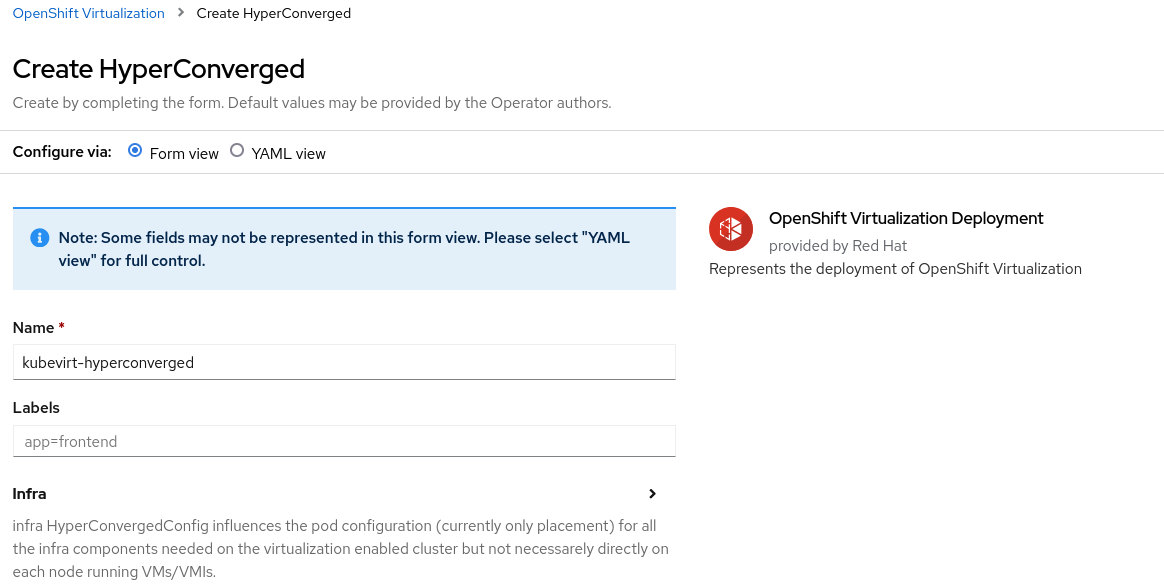 OpenShift Virtualization > Create HyperConverged
Create HyperConverged
Create by completing the form. Default values may be provided by the Operator authors.
Configure via: Form view YAML view
Note: Some fields may not be represented in this form view. Please select "YAML
view" for full control.
OpenShift Virtualization Deployment
provided by Red Hat
Represents the deployment of OpenShift Virtualization
Name *
kubevirt-hyperconverged
Labels
app=frontend
Infra
infra HyperConvergedConfig influences the pod configuration (currently only placement) for all
the infra components needed on the virtualization enabled cluster but not necessarely directly on
each node running VMs/VMIs.